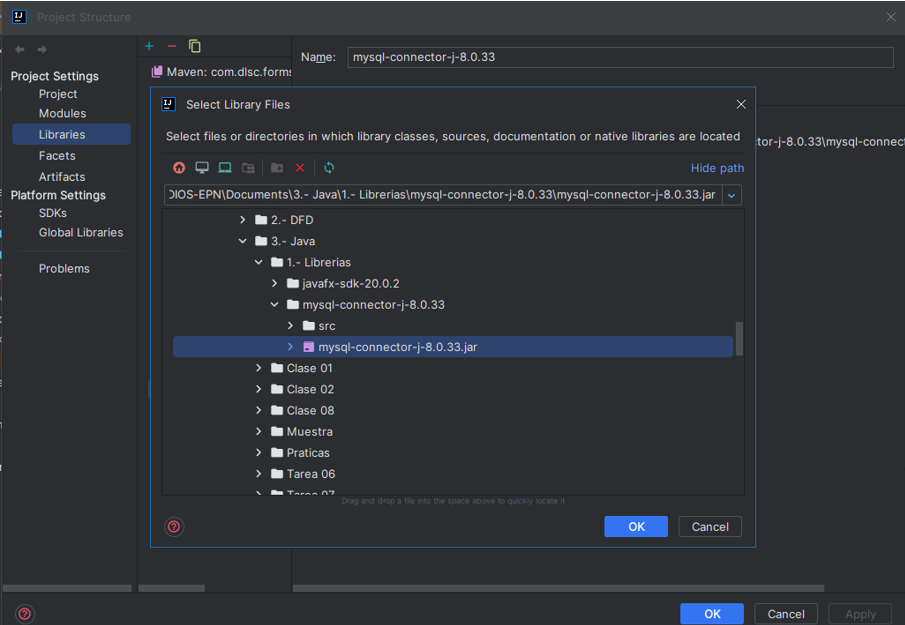 Project Structure
Project Settings
Project
Modules
Libraries
Facets
Artifacts
Platform Settings
SDKs
Global Libraries
Problems
Maven: com.dlsc.forms
Name: mysql-connector-j-8.0.33
tor-j-8.0.33\mysql-connec
Select Library Files
Select files or directories in which library classes, sources, documentation or native libraries are located
Hide path
DIOS-EPN\Documents\3.- Java\1.- Librerias\mysql-connector-j-8.0.33\mysql-connector-j-8.0.33.jar
2.- DFD
3.- Java
1.- Librerias
javafx-sdk-20.0.2
mysql-connector-j-8.0.33
src
mysql-connector-j-8.0.33.jar
Clase 01
Clase 02
Clase 08
Muestra
Praticas
Tarea 06
Tarea 07
Drag and drop a file into the space above to quickly locate it
OK Cancel
OK Cancel Apply